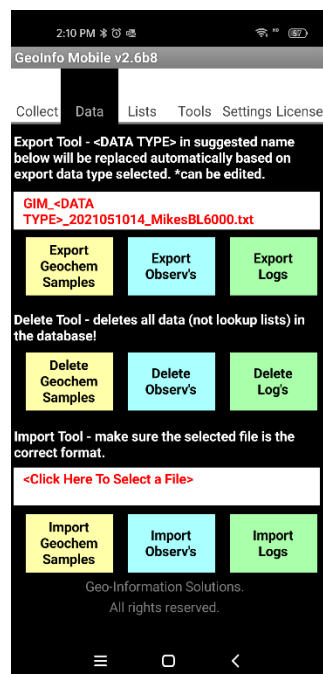 2:10 PM
GeoInfo Mobile v2.6b8
Collect Data Lists Tools Settings License
Export Tool - <DATA TYPE> in suggested name
below will be replaced automatically based on
export data type selected. *can be edited.
GIM_<DATA
TYPE>_2021051014_MikesBL6000.txt
Export
Geochem
Samples
Export
Observ's
Export
Logs
Delete Tool - deletes all data (not lookup lists) in
the database!
Delete
Geochem
Samples
Delete
Observ's
Delete
Log's
Import Tool - make sure the selected file is the
correct format.
<Click Here To Select a File>
Import
Geochem
Samples
Import
Observ's
Import
Logs
Geo-Information Solutions.
All rights reserved.